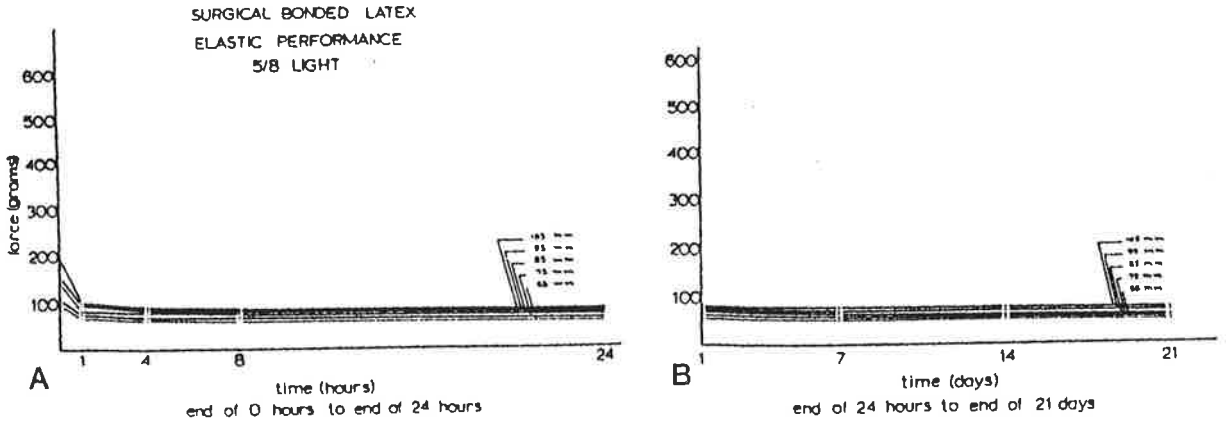 SURGICAL BONDED LATEX
ELASTIC PERFORMANCE
5/8 LIGHT
force (grams)
600
500
400
300
200
100
1 4 8 24
time (hours)
A
end of 0 hours to end of 24 hours
600
500
400
300
200
100
1 7 14 21
time (days)
B
end of 24 hours to end of 21 days